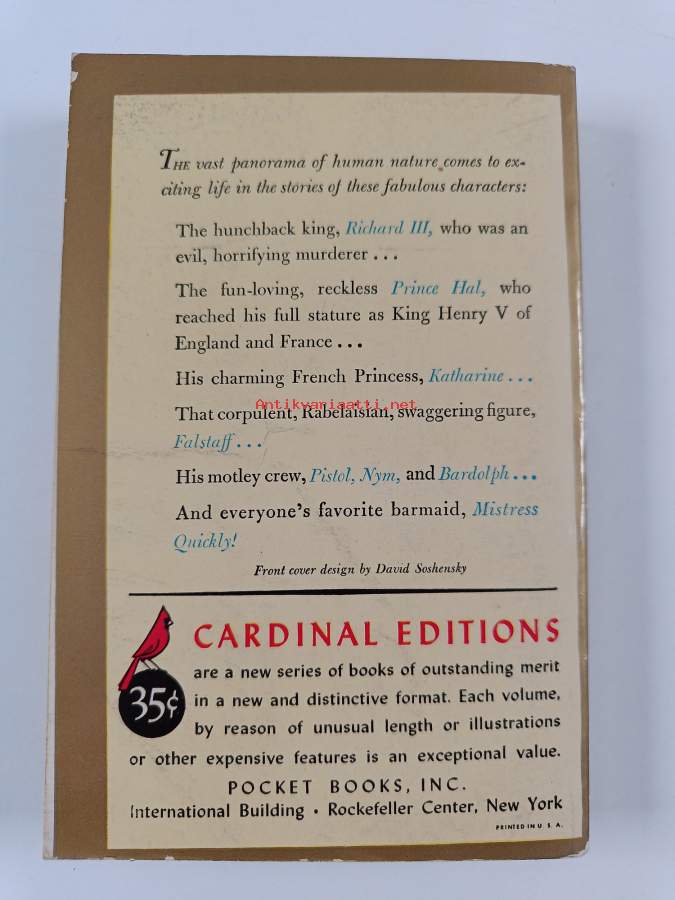 THE vast panorama of human nature comes to ex-
citing life in the stories of these fabulous characters:
The hunchback king, Richard III, who was an
evil, horrifying murderer . . .
The fun-loving, reckless Prince Hal, who
reached his full stature as King Henry V of
England and France . . .
His charming French Princess, Katharine . . .
Antikvariaatti.net
That corpulent, Rabelaisian, swaggering figure,
Falstaff . . .
His motley crew, Pistol, Nym, and Bardolph . . .
And everyone's favorite barmaid, Mistress
Quickly!
Front cover design by David Soshensky
CARDINAL EDITIONS
35¢
are a new series of books of outstanding merit
in a new and distinctive format. Each volume,
by reason of unusual length or illustrations
or other expensive features is an exceptional value.
POCKET BOOKS, INC.
International Building • Rockefeller Center, New York
PRINTED IN U. S. A.